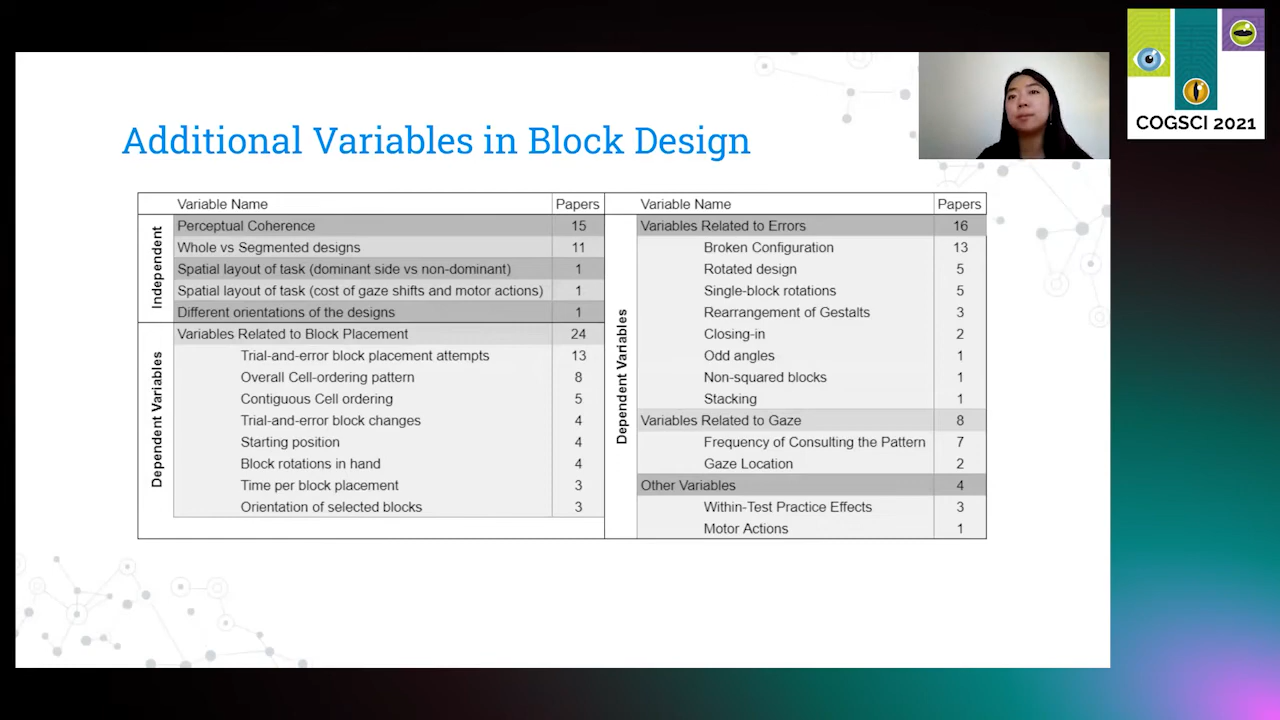 COGSCI 2021
Additional Variables in Block Design
Variable Name Papers
Independent
Perceptual Coherence 15
Whole vs Segmented designs 11
Spatial layout of task (dominant side vs non-dominant) 1
Spatial layout of task (cost of gaze shifts and motor actions) 1
Different orientations of the designs 1
Dependent Variables
Variables Related to Block Placement 24
Trial-and-error block placement attempts 13
Overall Cell-ordering pattern 8
Contiguous Cell ordering 5
Trial-and-error block changes 4
Starting position 4
Block rotations in hand 4
Time per block placement 3
Orientation of selected blocks 3
Variable Name Papers
Dependent Variables
Variables Related to Errors 16
Broken Configuration 13
Rotated design 5
Single-block rotations 5
Rearrangement of Gestalts 3
Closing-in 2
Odd angles 1
Non-squared blocks 1
Stacking 1
Variables Related to Gaze 8
Frequency of Consulting the Pattern 7
Gaze Location 2
Other Variables 4
Within-Test Practice Effects 3
Motor Actions 1